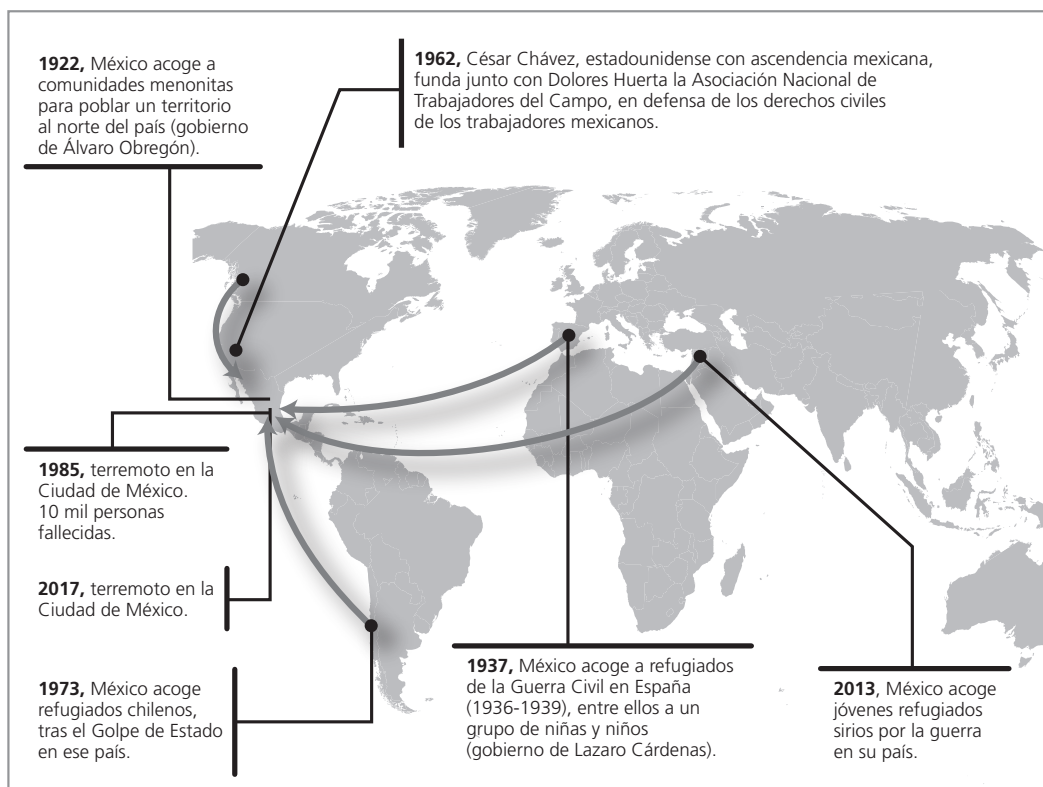 1922, México acoge a
comunidades menonitas
para poblar un territorio
al norte del país (gobierno
de Álvaro Obregón).
1962, César Chávez, estadounidense con ascendencia mexicana,
funda junto con Dolores Huerta la Asociación Nacional de
Trabajadores del Campo, en defensa de los derechos civiles
de los trabajadores mexicanos.
1985, terremoto en la
Ciudad de México.
10 mil personas
fallecidas.
2017, terremoto en la
Ciudad de México.
1973, México acoge
refugiados chilenos,
tras el Golpe de Estado
en ese país.
1937, México acoge a refugiados
de la Guerra Civil en España
(1936-1939), entre ellos a un
grupo de niñas y niños
(gobierno de Lazaro Cárdenas).
2013, México acoge
jóvenes refugiados
sirios por la guerra
en su país.